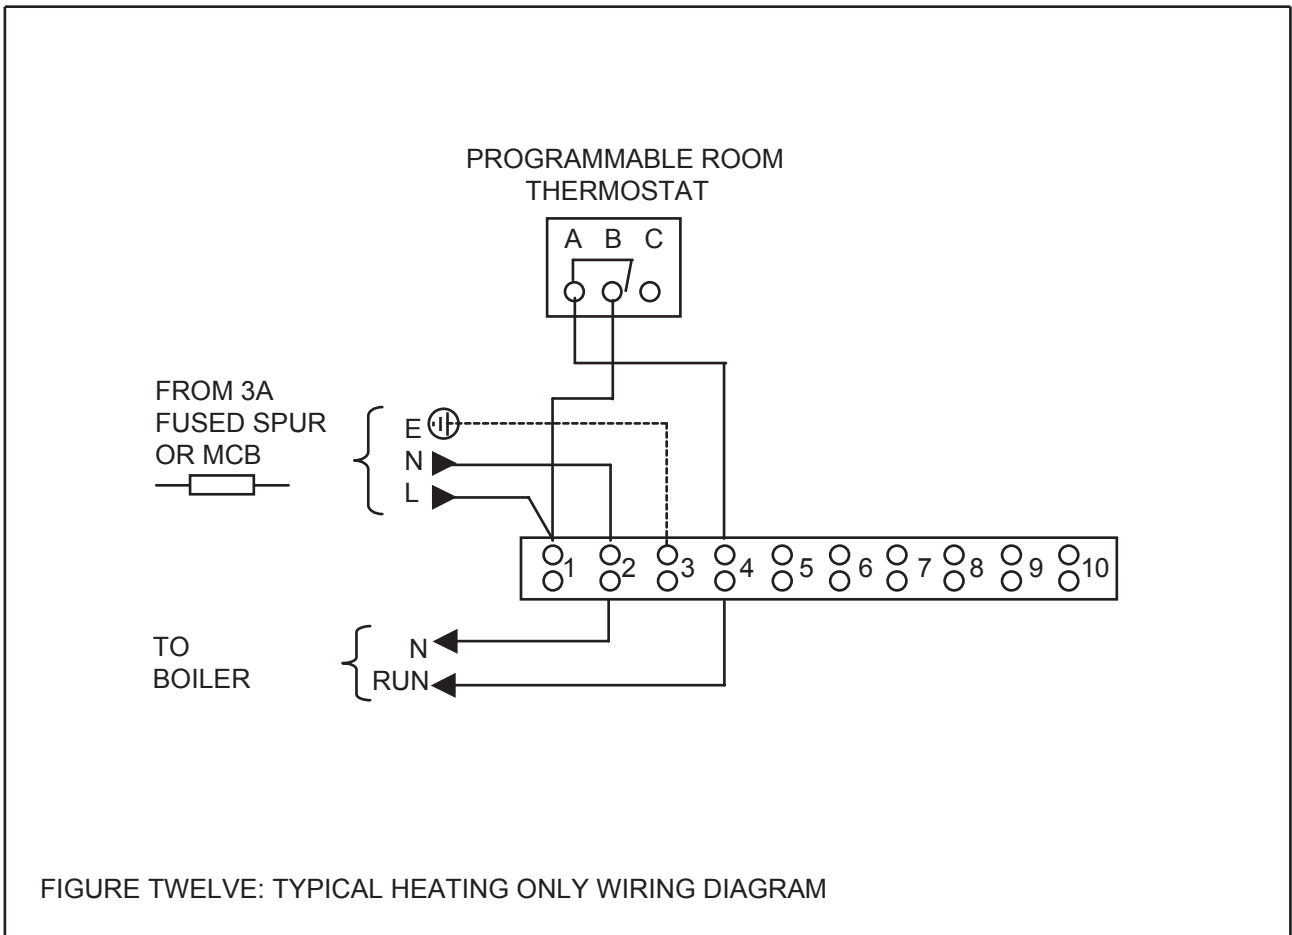 PROGRAMMABLE ROOM
THERMOSTAT
A B C
FROM 3A
FUSED SPUR
OR MCB
E
N
L
1 2 3 4 5 6 7 8 9 10
TO
BOILER
N
RUN
FIGURE TWELVE: TYPICAL HEATING ONLY WIRING DIAGRAM